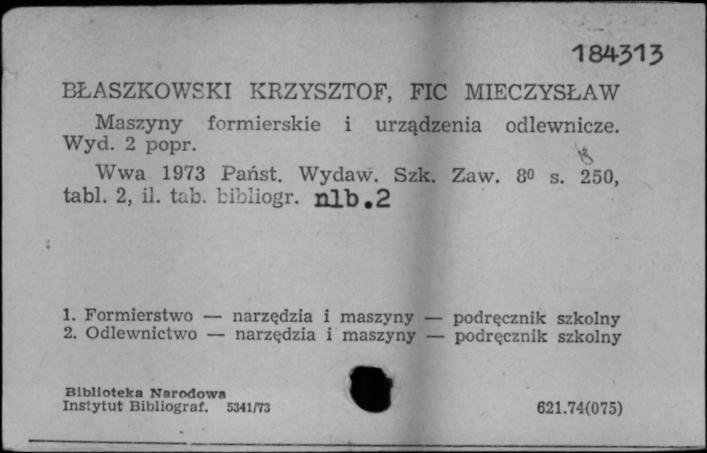 184313
BŁASZKOWSKI KRZYSZTOF, FIC MIECZYSŁAW
Maszyny formierskie i urządzenia odlewnicze.
Wyd. 2 popr.
Wwa 1973 Państ. Wydaw. Szk. Zaw. 8⁰ s. 250,
tabl. 2, il. tab. bibliogr. nlb.2
1. Formierstwo — narzędzia i maszyny — podręcznik szkolny
2. Odlewnictwo — narzędzia i maszyny — podręcznik szkolny
Biblioteka Narodowa
Instytut Bibliograf. 5341/73 621.74(075)